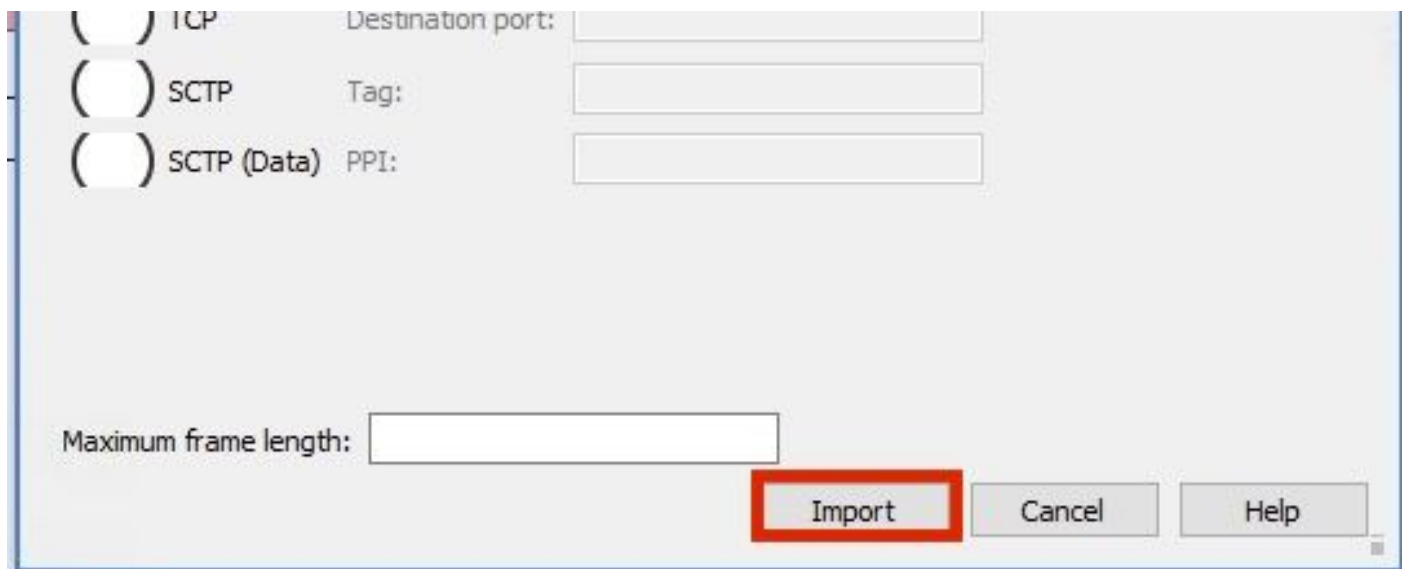 TCP Destination port:
SCTP Tag:
SCTP (Data) PPI:
Maximum frame length:
Import Cancel Help